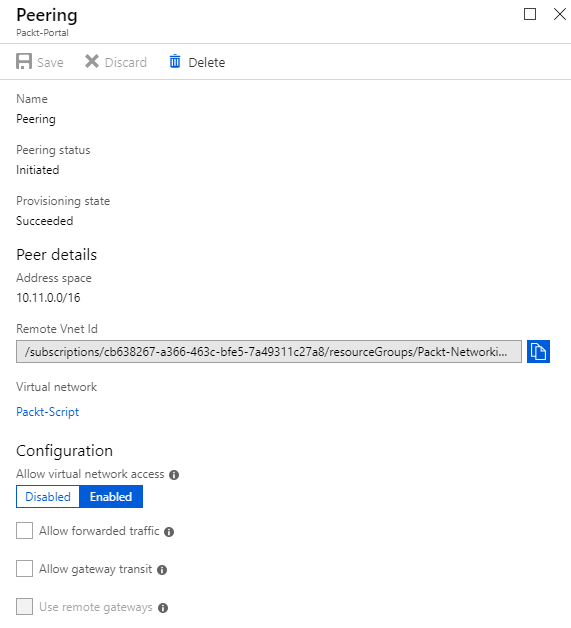 Peering
Packt-Portal
Save Discard Delete
Name
Peering
Peering status
Initiated
Provisioning state
Succeeded
Peer details
Address space
10.11.0.0/16
Remote Vnet Id
/subscriptions/cb638267-a366-463c-bfe5-7a49311c27a8/resourceGroups/Packt-Networki...
Virtual network
Packt-Script
Configuration
Allow virtual network access
Disabled Enabled
Allow forwarded traffic
Allow gateway transit
Use remote gateways